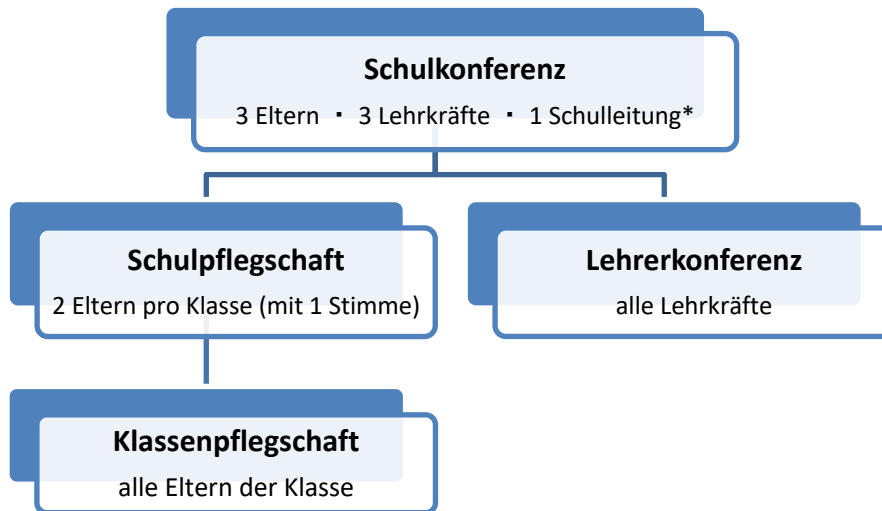 Schulkonferenz
3 Eltern · 3 Lehrkräfte · 1 Schulleitung*
Schulpflegschaft
2 Eltern pro Klasse (mit 1 Stimme)
Lehrerkonferenz
alle Lehrkräfte
Klassenpflegschaft
alle Eltern der Klasse